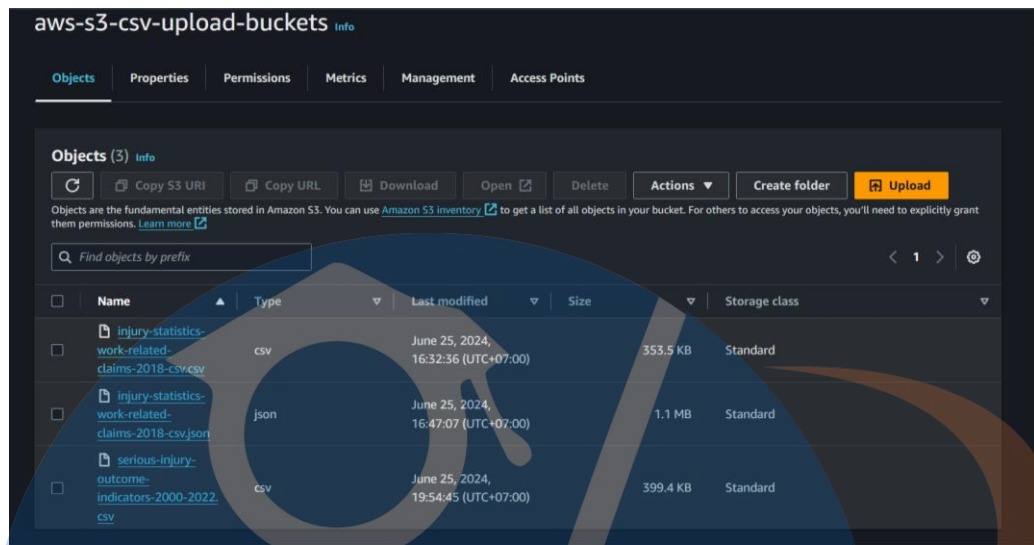 aws-s3-csv-upload-buckets Info
Objects Properties Permissions Metrics Management Access Points
Objects (3) Info
Copy S3 URI Copy URL Download Open Delete Actions Create folder Upload
Objects are the fundamental entities stored in Amazon S3. You can use Amazon S3 inventory to get a list of all objects in your bucket. For others to access your objects, you'll need to explicitly grant
them permissions. Learn more
Find objects by prefix
1
Name Type Last modified Size Storage class
injury-statistics-
work-related-
claims-2018-csv.csv
csv
June 25, 2024,
16:32:36 (UTC+07:00)
353.5 KB
Standard
injury-statistics-
work-related-
claims-2018-csv.json
json
June 25, 2024,
16:47:07 (UTC+07:00)
1.1 MB
Standard
serious-injury-
outcome-
indicators-2000-2022.
csv
csv
June 25, 2024,
19:54:45 (UTC+07:00)
399.4 KB
Standard